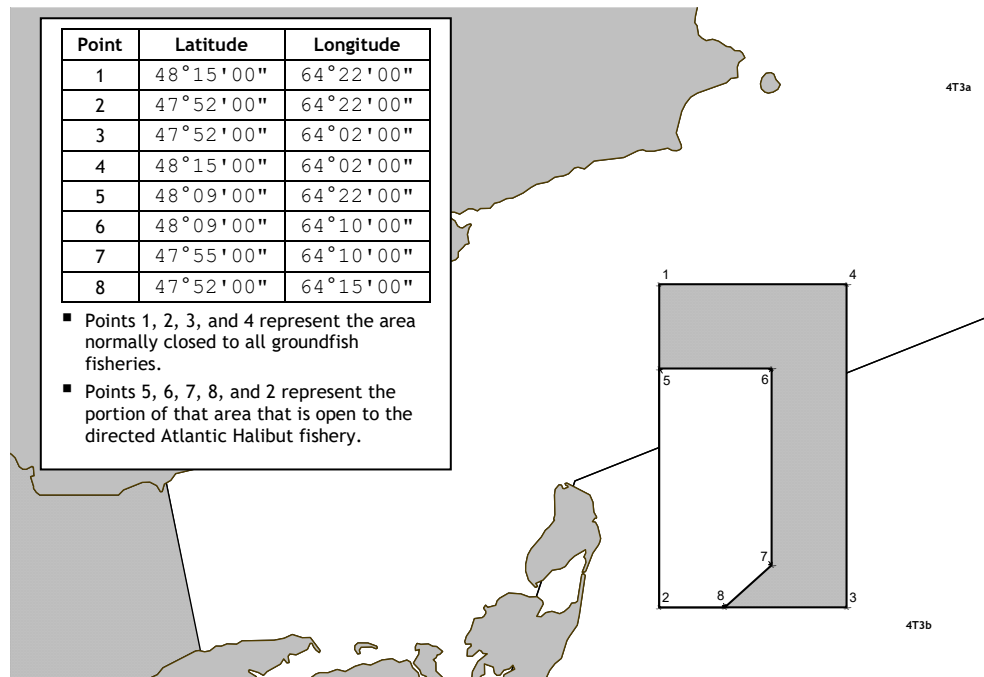 Point Latitude Longitude
1 48°15'00" 64°22'00"
2 47°52'00" 64°22'00"
3 47°52'00" 64°02'00"
4 48°15'00" 64°02'00"
5 48°09'00" 64°22'00"
6 48°09'00" 64°10'00"
7 47°55'00" 64°10'00"
8 47°52'00" 64°15'00"
▪ Points 1, 2, 3, and 4 represent the area
normally closed to all groundfish
fisheries.
▪ Points 5, 6, 7, 8, and 2 represent the
portion of that area that is open to the
directed Atlantic Halibut fishery.
4T3a
1 4
5 6
7
2 8 3
4T3b